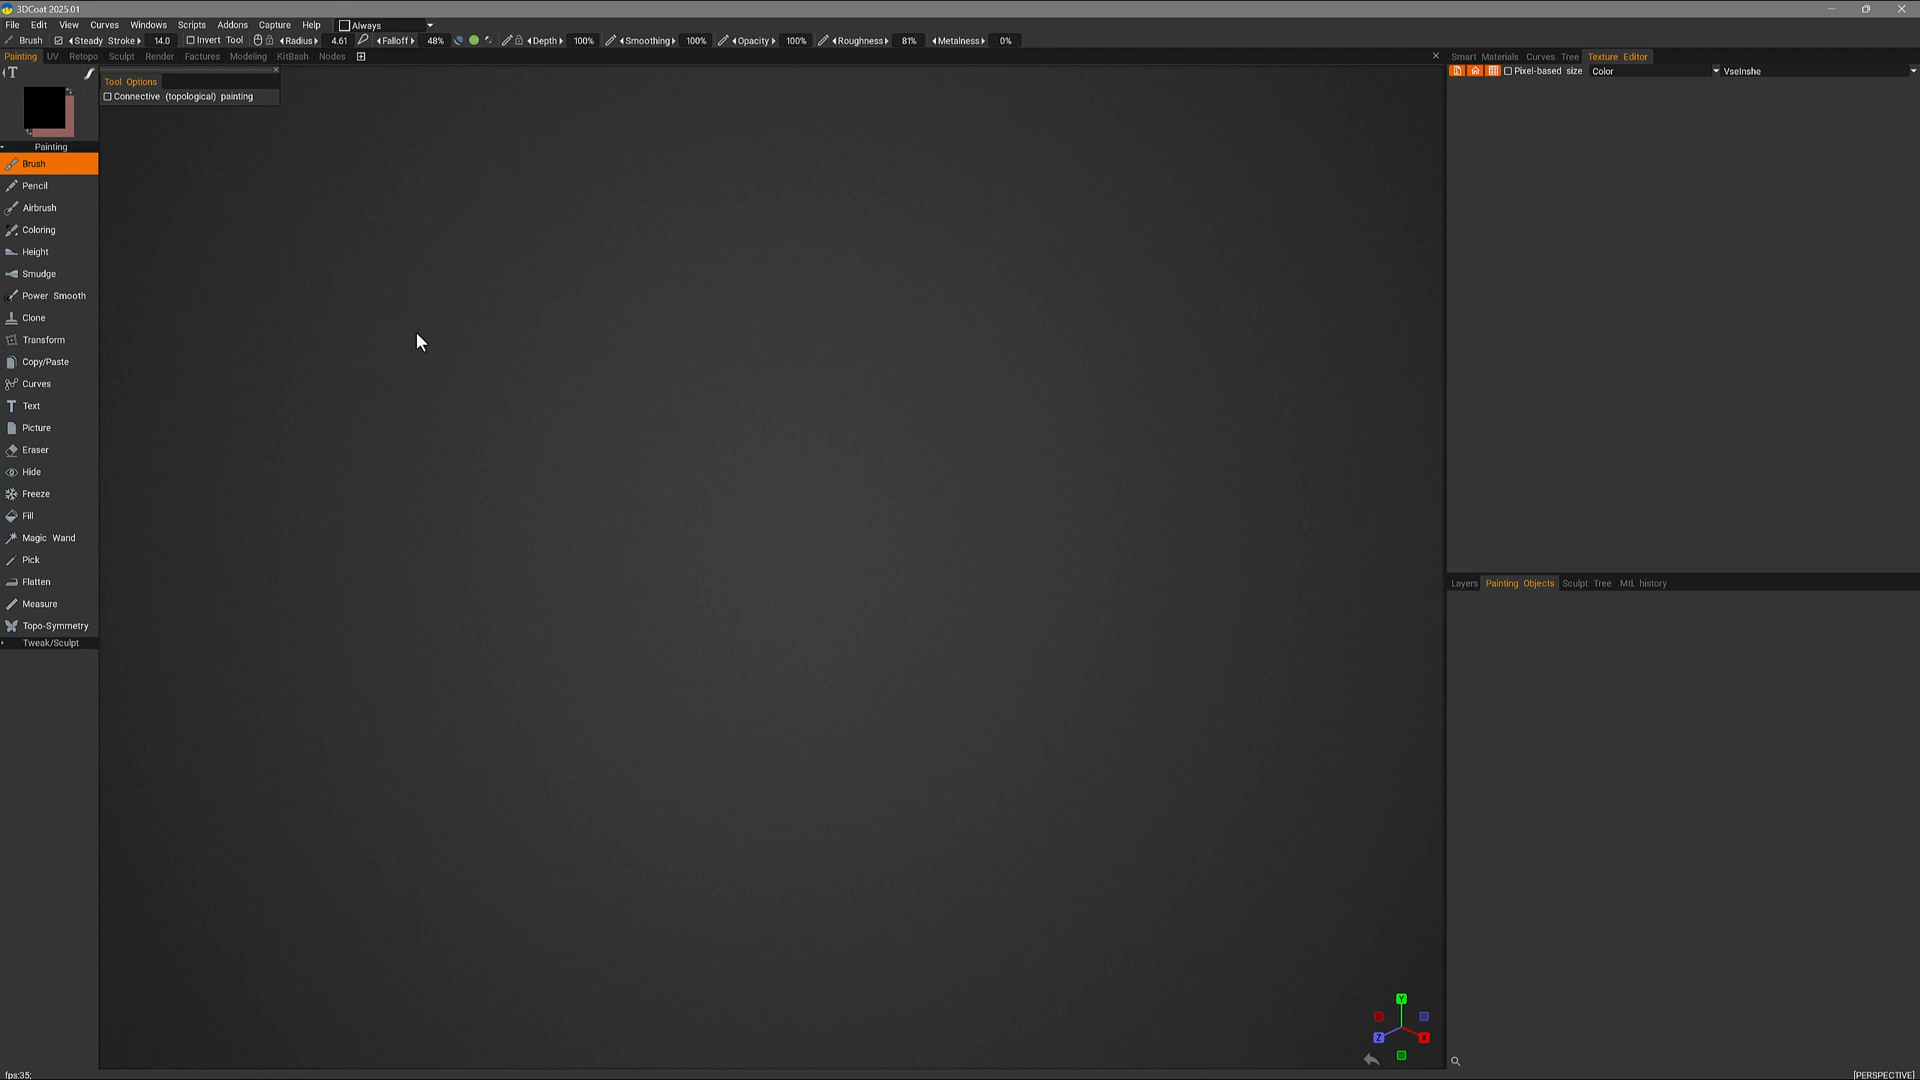 3DCoat 2025.01
File Edit View Curves Windows Scripts Addons Capture Help Always
Brush Steady Stroke 14.0 Invert Tool Radius 4.61 Falloff 48% Depth 100% Smoothing 100% Opacity 100% Roughness 81% Metalness 0%
Painting UV Retopo Sculpt Render Factures Modeling KitBash Nodes
Smart Materials Curves Tree Texture Editor
Pixel-based size Color VseInshe
T
Tool Options
Connective (topological) painting
Painting
Brush
Pencil
Airbrush
Coloring
Height
Smudge
Power Smooth
Clone
Transform
Copy/Paste
Curves
Text
Picture
Eraser
Hide
Freeze
Fill
Magic Wand
Pick
Flatten
Measure
Topo-Symmetry
Tweak/Sculpt
Layers Painting Objects Sculpt Tree Mtl. history
Y
Z
X
fps:35;
[PERSPECTIVE]